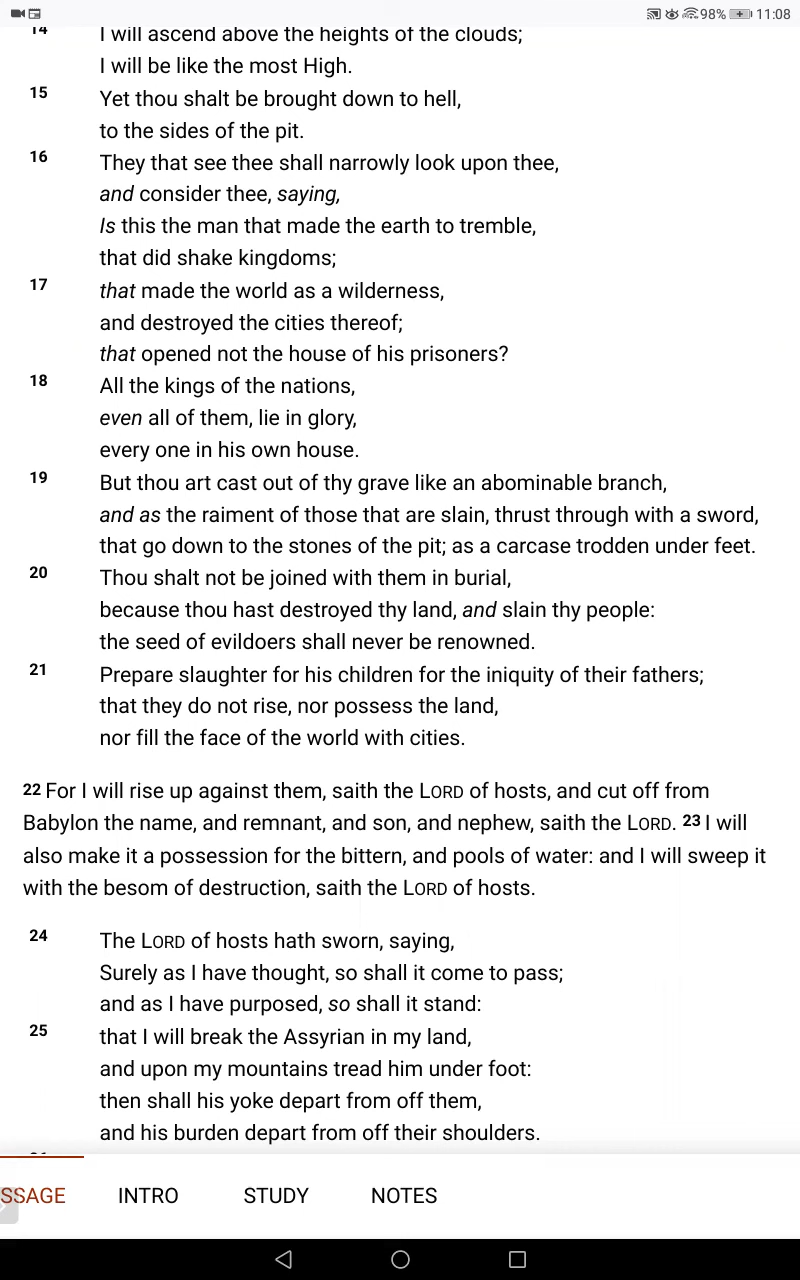 98% 11:08
14 I will ascend above the heights of the clouds;
I will be like the most High.
15 Yet thou shalt be brought down to hell,
to the sides of the pit.
16 They that see thee shall narrowly look upon thee,
and consider thee, saying,
Is this the man that made the earth to tremble,
that did shake kingdoms;
17 that made the world as a wilderness,
and destroyed the cities thereof;
that opened not the house of his prisoners?
18 All the kings of the nations,
even all of them, lie in glory,
every one in his own house.
19 But thou art cast out of thy grave like an abominable branch,
and as the raiment of those that are slain, thrust through with a sword,
that go down to the stones of the pit; as a carcase trodden under feet.
20 Thou shalt not be joined with them in burial,
because thou hast destroyed thy land, and slain thy people:
the seed of evildoers shall never be renowned.
21 Prepare slaughter for his children for the iniquity of their fathers;
that they do not rise, nor possess the land,
nor fill the face of the world with cities.
22 For I will rise up against them, saith the LORD of hosts, and cut off from
Babylon the name, and remnant, and son, and nephew, saith the LORD. 23 I will
also make it a possession for the bittern, and pools of water: and I will sweep it
with the besom of destruction, saith the LORD of hosts.
24 The LORD of hosts hath sworn, saying,
Surely as I have thought, so shall it come to pass;
and as I have purposed, so shall it stand:
25 that I will break the Assyrian in my land,
and upon my mountains tread him under foot:
then shall his yoke depart from off them,
and his burden depart from off their shoulders.
SSAGE INTRO STUDY NOTES